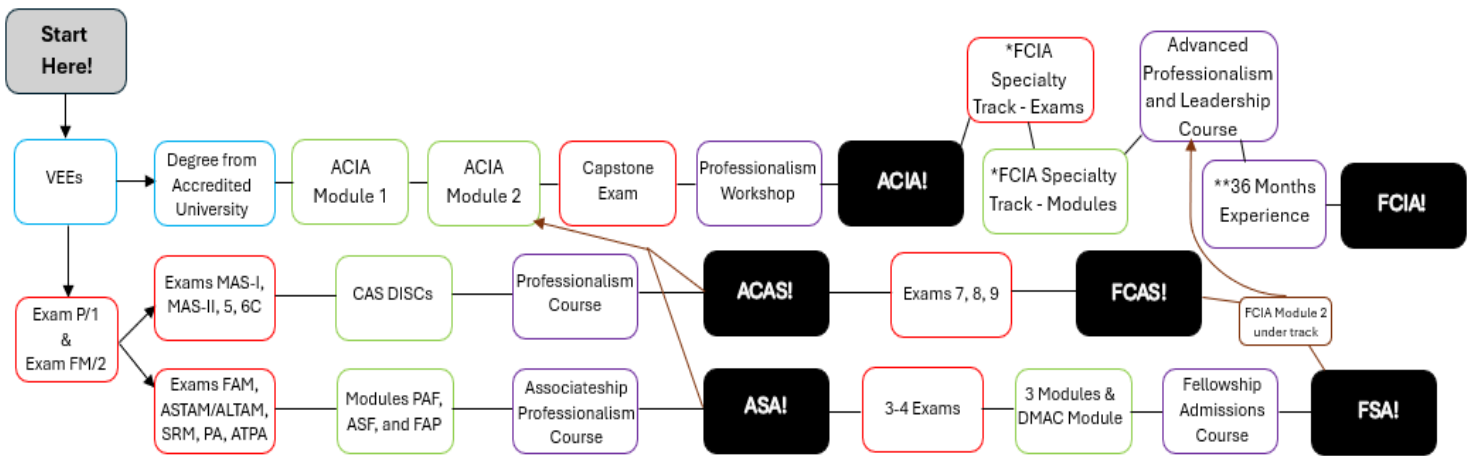 Start
Here!
VEEs
Degree from
Accredited
University
ACIA
Module 1
ACIA
Module 2
Capstone
Exam
Professionalism
Workshop
ACIA!
*FCIA
Specialty
Track - Exams
*FCIA Specialty
Track - Modules
Advanced
Professionalism
and Leadership
Course
**36 Months
Experience
FCIA!
Exam P/1
&
Exam FM/2
Exams MAS-I,
MAS-II, 5, 6C
CAS DISCs
Professionalism
Course
ACAS!
Exams 7, 8, 9
FCAS!
FCIA Module 2
under track
Exams FAM,
ASTAM/ALTAM,
SRM, PA, ATPA
Modules PAF,
ASF, and FAP
Associateship
Professionalism
Course
ASA!
3-4 Exams
3 Modules &
DMAC Module
Fellowship
Admissions
Course
FSA!